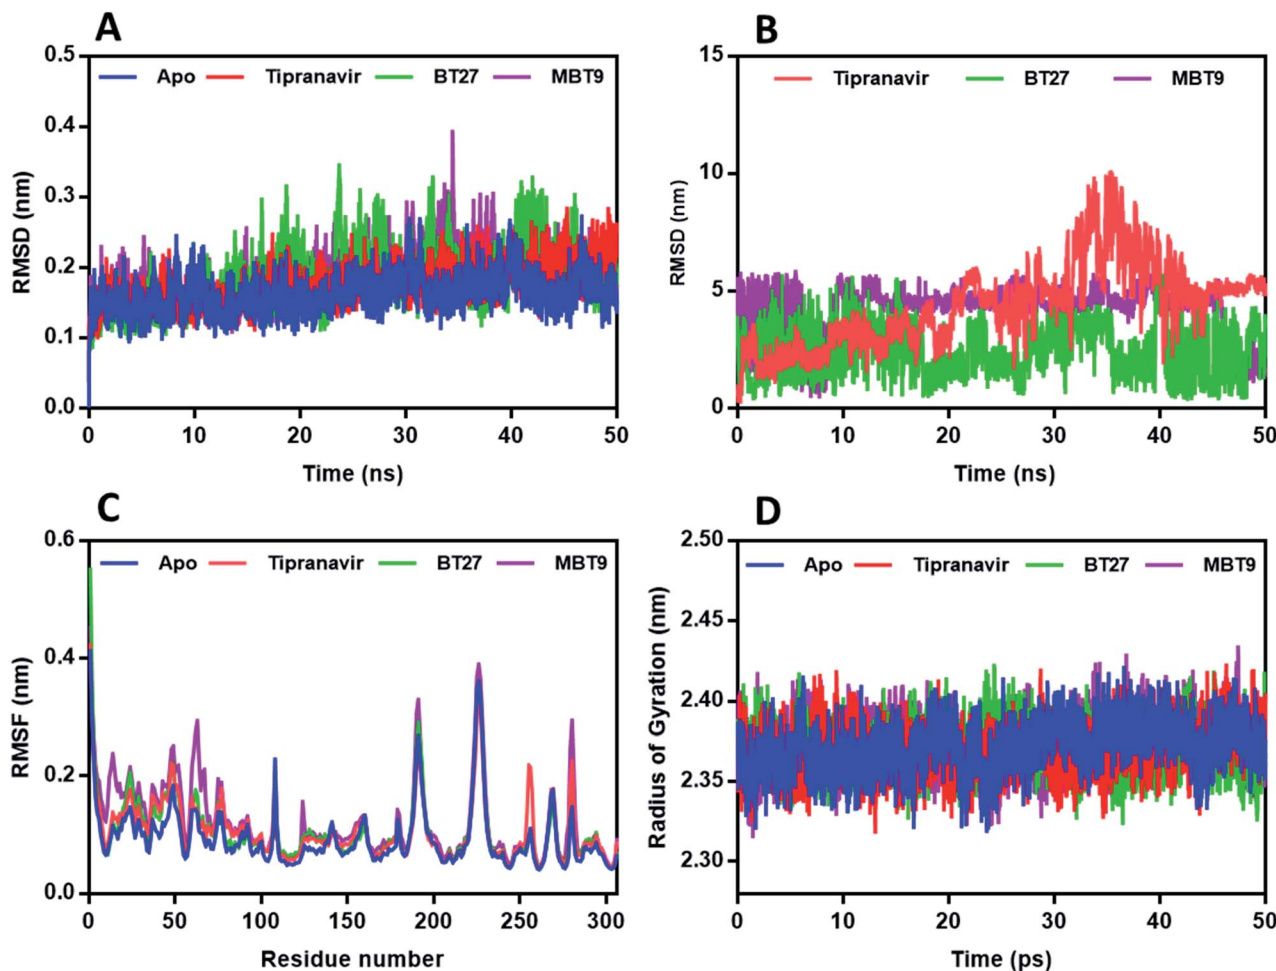 A
0.5
Apo Tipranavir BT27 MBT9
0.4
0.3
0.2
0.1
0.0
RMSD (nm)
0 10 20 30 40 50
Time (ns)
B
15
Tipranavir BT27 MBT9
10
5
0
RMSD (nm)
0 10 20 30 40 50
Time (ns)
C
0.6
Apo Tipranavir BT27 MBT9
0.4
0.2
0.0
RMSF (nm)
0 50 100 150 200 250 300
Residue number
D
2.50
Apo Tipranavir BT27 MBT9
2.45
2.40
2.35
2.30
Radius of Gyration (nm)
0 10 20 30 40 50
Time (ps)